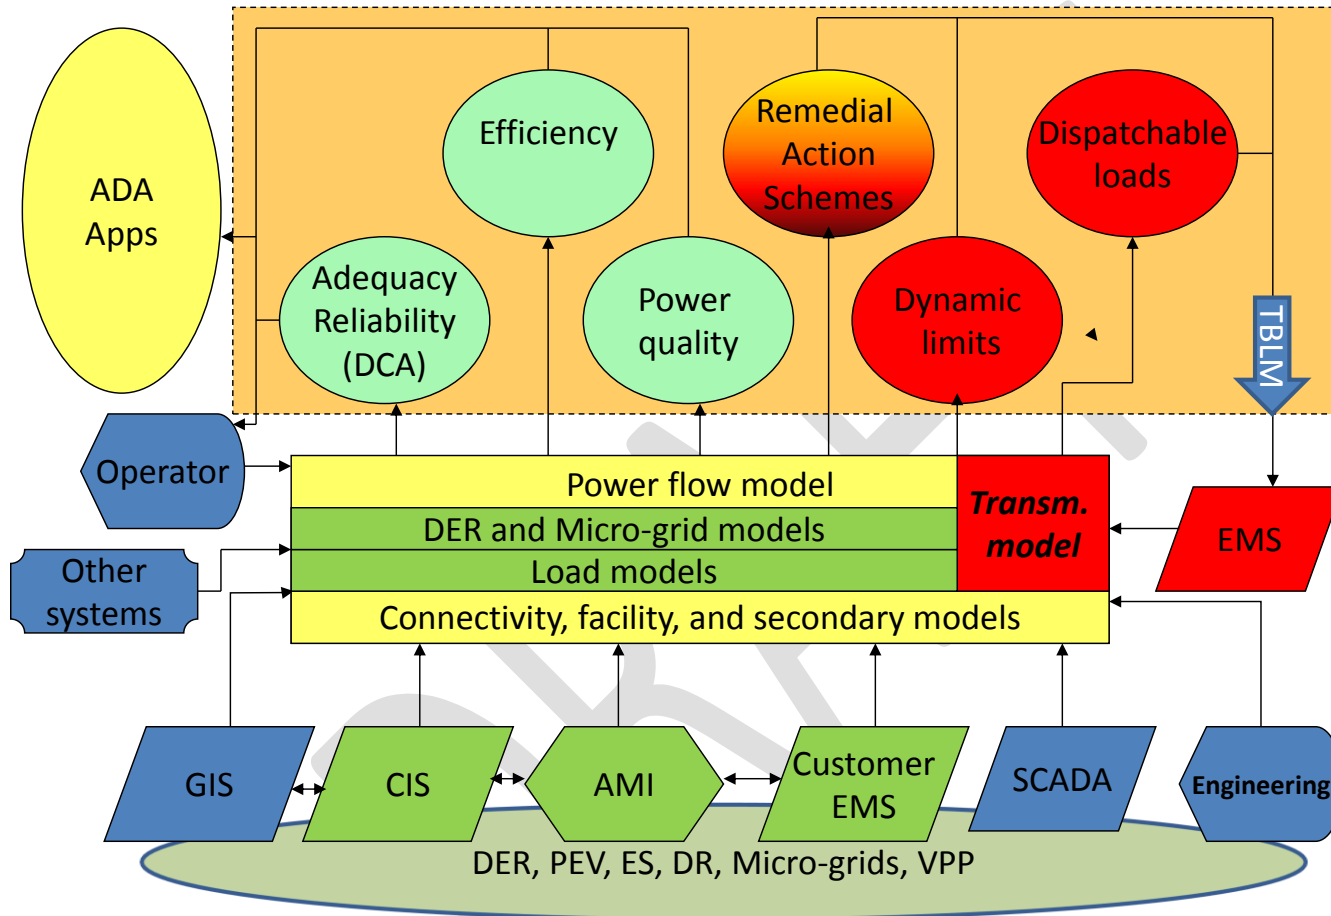 Efficiency
Remedial
Action
Schemes
Dispatchable
loads
ADA
Apps
Adequacy
Reliability
(DCA)
Power
quality
Dynamic
limits
TBLM
Operator
Power flow model
DER and Micro-grid models
Transm.
model
EMS
Other
systems
Load models
Connectivity, facility, and secondary models
GIS
CIS
AMI
Customer
EMS
SCADA
Engineering
DER, PEV, ES, DR, Micro-grids, VPP
DRAFT